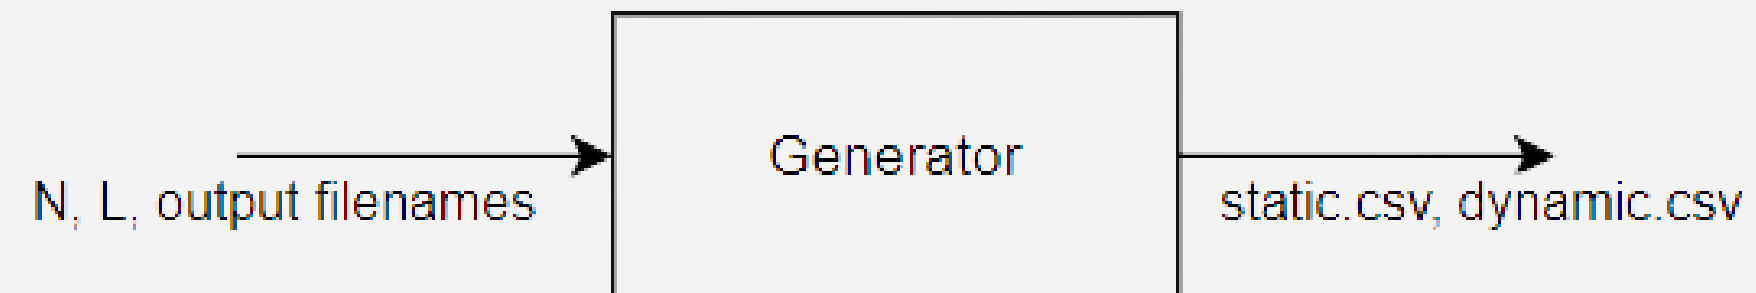 Generator
N, L, output filenames
static.csv, dynamic.csv